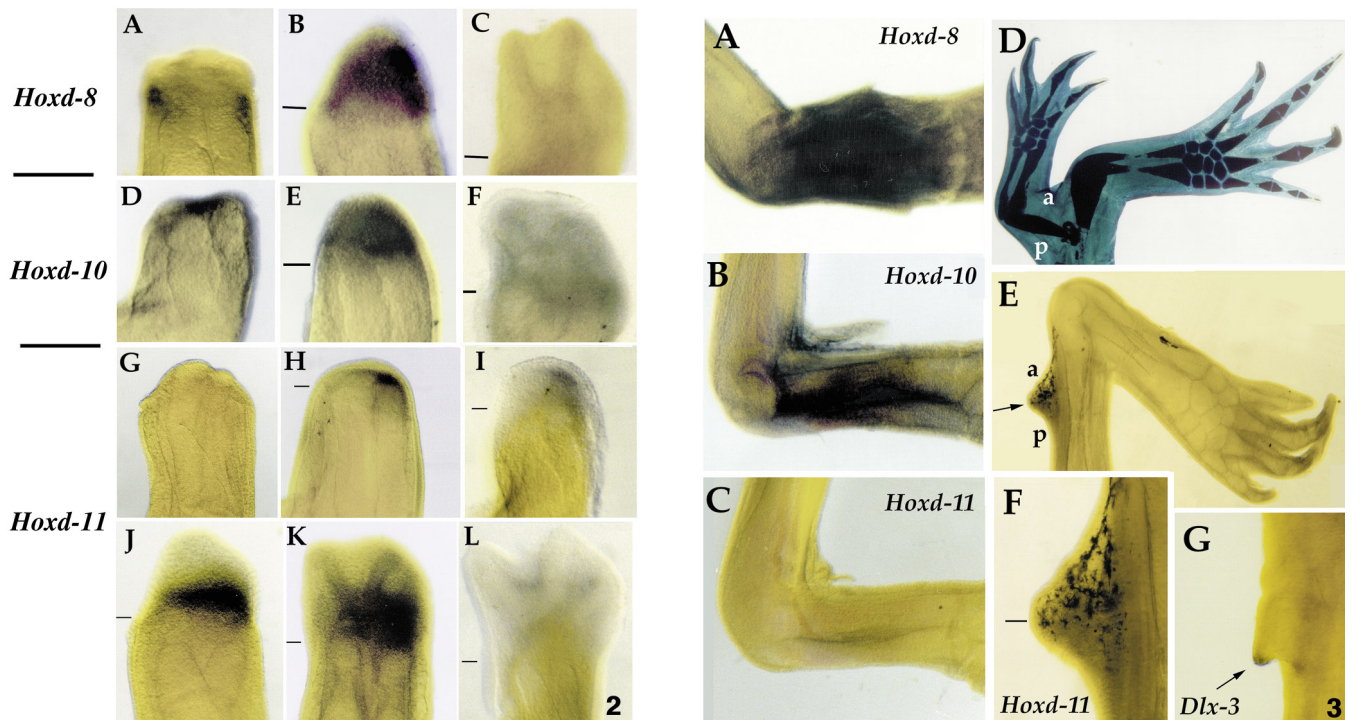 A B C
Hoxd-8
D E F
Hoxd-10
G H I
Hoxd-11
J K L
2
A Hoxd-8
D
a
p
B Hoxd-10
E
a
p
C Hoxd-11
F
Hoxd-11
G
Dlx-3
3